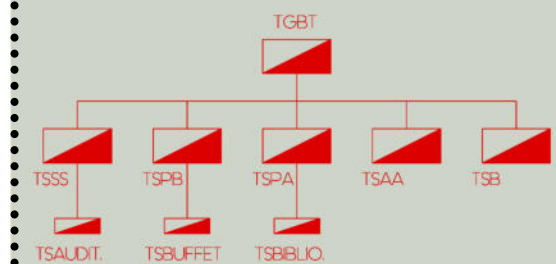 TGBT
TSSS TSPB TSPA TSAA TSB
TSAUDIT. TSBUFFET TSBIBLIO.